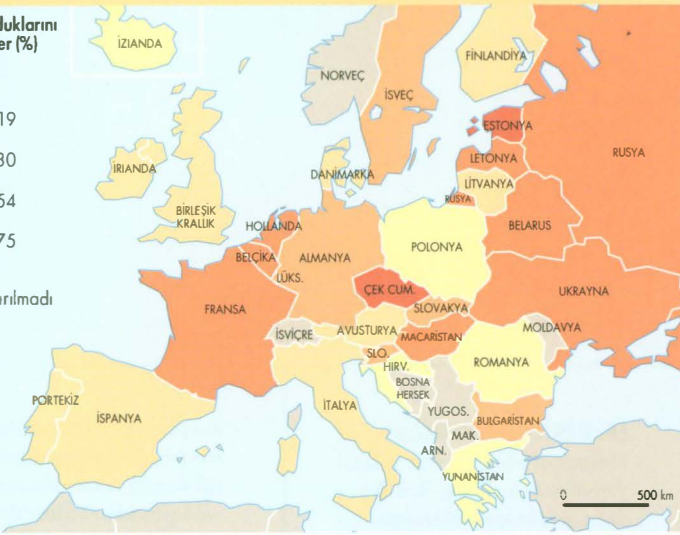 duklarını
er (%)
19
30
54
75
arılmadı
İZLANDA
NORVEÇ
İSVEÇ
FİNLANDİYA
ESTONYA
LETONYA
LİTVANYA
RUSYA
RUSYA
DANİMARKA
İRLANDA
BİRLEŞİK
KRALLIK
HOLLANDA
BELÇİKA
LÜKS.
ALMANYA
POLONYA
BELARUS
UKRAYNA
ÇEK CUM.
SLOVAKYA
FRANSA
İSVİÇRE
AVUSTURYA
MACARİSTAN
MOLDAVYA
SLO.
HIRV.
ROMANYA
BOSNA
HERSEK
PORTEKİZ
İSPANYA
İTALYA
YUGOS.
BULGARİSTAN
MAK.
ARN.
YUNANİSTAN
0 500 km